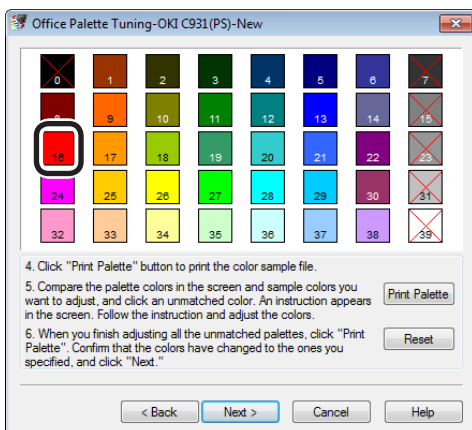 Office Palette Tuning-OKI C931(PS)-New
0 1 2 3 4 5 6 7
8 9 10 11 12 13 14 15
16 17 18 19 20 21 22 23
24 25 26 27 28 29 30 31
32 33 34 35 36 37 38 39
4. Click "Print Palette" button to print the color sample file.
5. Compare the palette colors in the screen and sample colors you
want to adjust, and click an unmatched color. An instruction appears
in the screen. Follow the instruction and adjust the colors.
Print Palette
6. When you finish adjusting all the unmatched palettes, click "Print
Palette". Confirm that the colors have changed to the ones you
specified, and click "Next."
Reset
< Back Next > Cancel Help